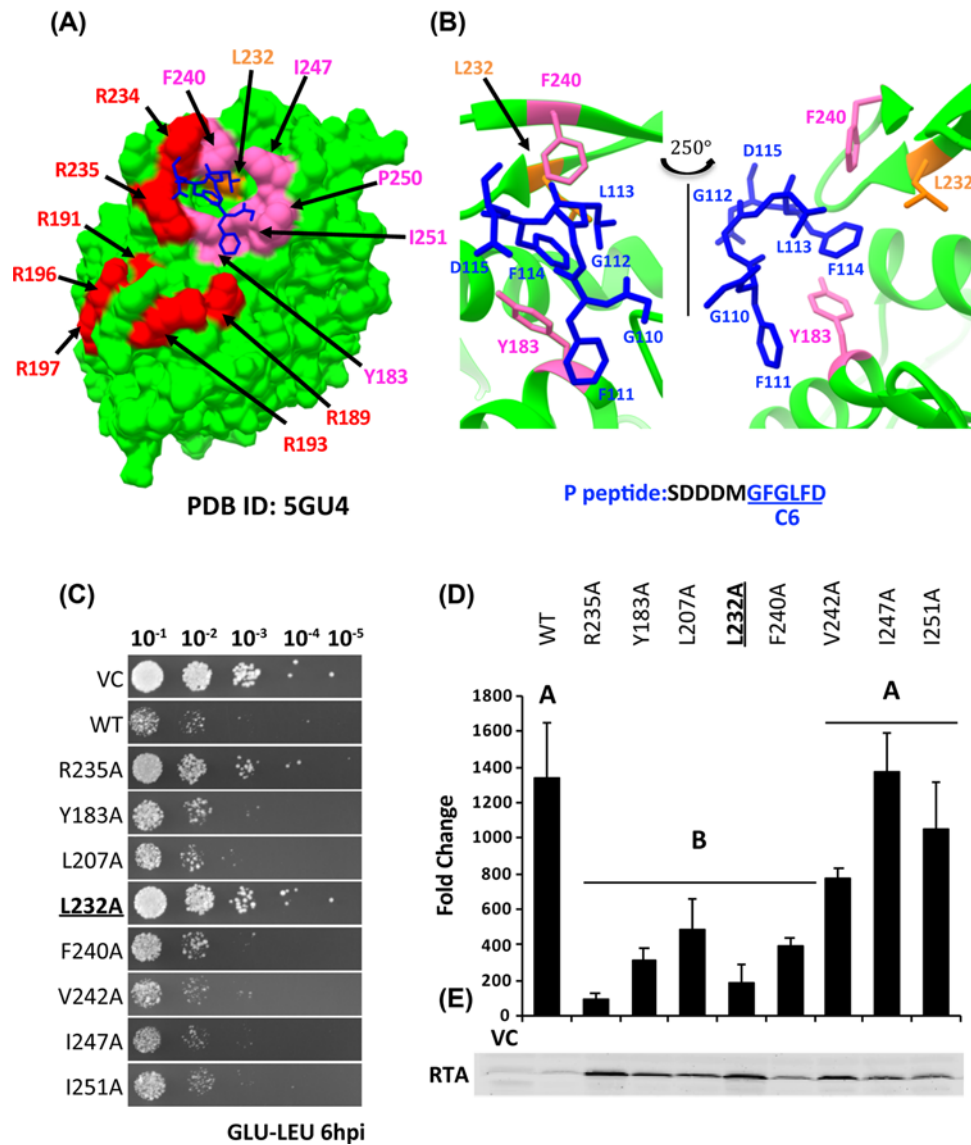 (A)
L232
I247
F240
R234
R235
P250
R191
I251
R196
R197
Y183
R189
R193
PDB ID: 5GU4
(B)
F240
L232
250°
F240
D115
D115
L232
L113
G112
L113
G112
F114
D115
F114
G110
Y183
G110
Y183
F111
F111
P peptide:SDDDMGFGLFD
C6
(C)
10-1 10-2 10-3 10-4 10-5
VC
WT
R235A
Y183A
L207A
L232A
F240A
V242A
I247A
I251A
GLU-LEU 6hpi
(D)
WT
R235A
Y183A
L207A
L232A
F240A
V242A
I247A
I251A
Fold Change
1800
1600
1400
1200
1000
800
600
400
200
0
A
B
A
(E)
VC
RTA